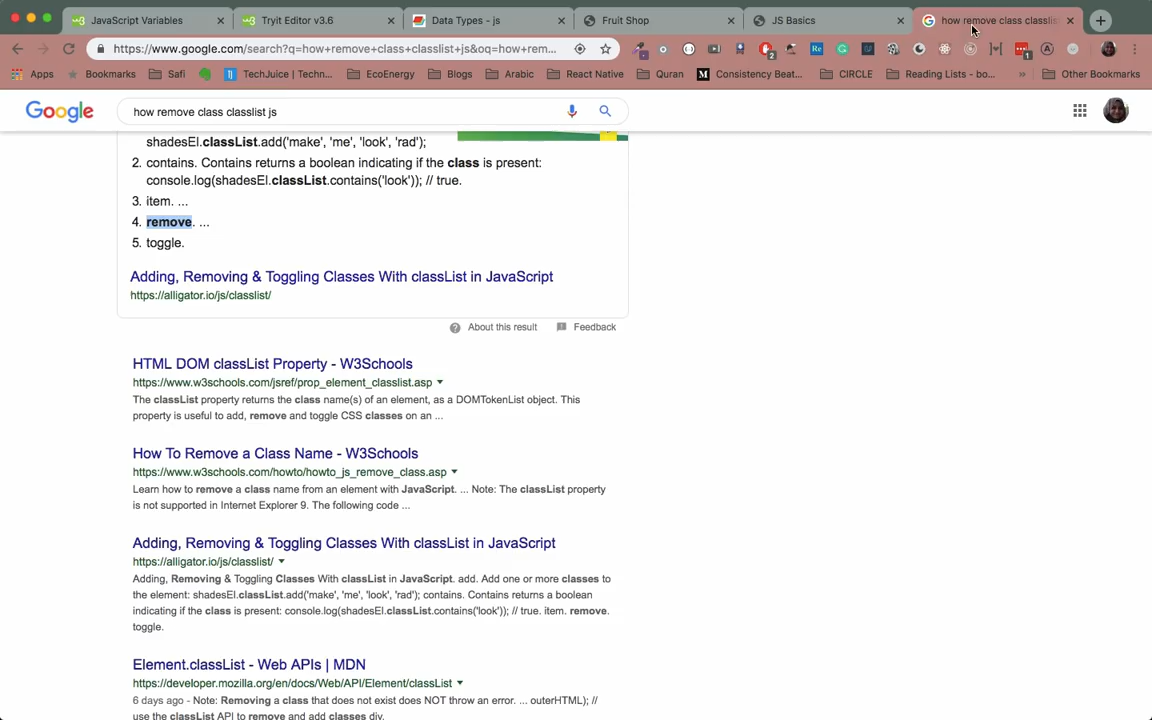 JavaScript Variables
Tryit Editor v3.6
Data Types - js
Fruit Shop
JS Basics
how remove class classlis
https://www.google.com/search?q=how+remove+class+classlist+js&oq=how+rem...
Apps
Bookmarks
Safi
TechJuice | Techn...
EcoEnergy
Blogs
Arabic
React Native
Quran
Consistency Beat...
CIRCLE
Reading Lists - bo...
»
Other Bookmarks
Google
how remove class classlist js
shadesEl.classList.add('make', 'me', 'look', 'rad');
2. contains. Contains returns a boolean indicating if the class is present:
console.log(shadesEl.classList.contains('look')); // true.
3. item. ...
4. remove. ...
5. toggle.
Adding, Removing & Toggling Classes With classList in JavaScript
https://alligator.io/js/classlist/
About this result
Feedback
HTML DOM classList Property - W3Schools
https://www.w3schools.com/jsref/prop_element_classlist.asp
The classList property returns the class name(s) of an element, as a DOMTokenList object. This
property is useful to add, remove and toggle CSS classes on an ...
How To Remove a Class Name - W3Schools
https://www.w3schools.com/howto/howto_js_remove_class.asp
Learn how to remove a class name from an element with JavaScript. ... Note: The classList property
is not supported in Internet Explorer 9. The following code ...
Adding, Removing & Toggling Classes With classList in JavaScript
https://alligator.io/js/classlist/
Adding, Removing & Toggling Classes With classList in JavaScript. add. Add one or more classes to
the element: shadesEl.classList.add('make', 'me', 'look', 'rad'); contains. Contains returns a boolean
indicating if the class is present: console.log(shadesEl.classList.contains('look')); // true. item. remove.
toggle.
Element.classList - Web APIs | MDN
https://developer.mozilla.org/en/docs/Web/API/Element/classList
6 days ago - Note: Removing a class that does not exist does NOT throw an error. ... outerHTML); //
use the classList API to remove and add classes div.